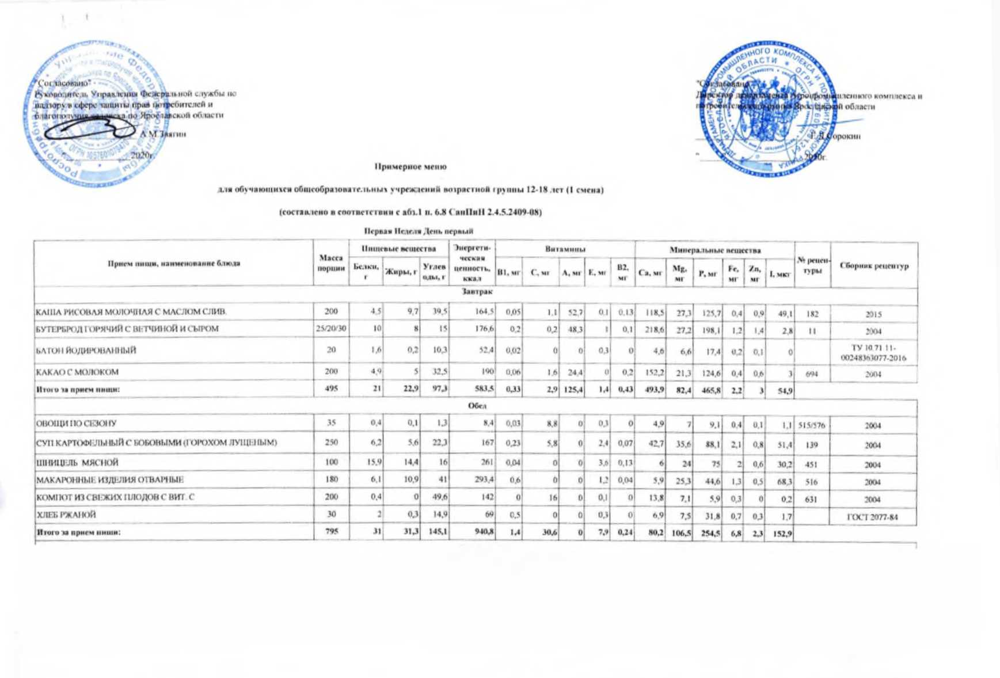 "Согласовано"
Руководитель Управления Федеральной службы по
надзору в сфере защиты прав потребителей и
благополучия человека по Ярославской области
А М Звягин
2020г.
"Согласовано"
Директор департамента Агропромышленного комплекса и
потребительского рынка Ярославской области
Г Д Сорокин
2020г.
Примерное меню
для обучающихся общеобразовательных учреждений возрастной группы 12-18 лет (1 смена)
(составлено в соответствии с абз.1 п. 6.8 СанПиН 2.4.5.2409-08)
Первая Неделя День первый
Прием пищи, наименование блюда Масса порции Пищевые вещества Энергети-ческая ценность, ккал Витамины Минеральные вещества № рецен-туры Сборник рецептур
Белки, г Жиры, г Углев оды, г В1, мг С, мг А, мг Е, мг В2, мг Са, мг Mg, мг Р, мг Fe, мг Zn, мг I, мкг
Завтрак
КАША РИСОВАЯ МОЛОЧНАЯ С МАСЛОМ СЛИВ. 200 4,5 9,7 39,5 164,5 0,05 1,1 52,7 0,1 0,13 118,5 27,3 125,7 0,4 0,9 49,1 182 2015
БУТЕРБРОД ГОРЯЧИЙ С ВЕТЧИНОЙ И СЫРОМ 25/20/30 10 8 15 176,6 0,2 0,2 48,3 1 0,1 218,6 27,2 198,1 1,2 1,4 2,8 11 2004
БАТОН ЙОДИРОВАННЫЙ 20 1,6 0,2 10,3 52,4 0,02 0 0 0,3 0 4,6 6,6 17,4 0,2 0,1 0 ТУ 10.71 11-
00248363077-2016
КАКАО С МОЛОКОМ 200 4,9 5 32,5 190 0,06 1,6 24,4 0 0,2 152,2 21,3 124,6 0,4 0,6 3 694 2004
Итого за прием пищи: 495 21 22,9 97,3 583,5 0,33 2,9 125,4 1,4 0,43 493,9 82,4 465,8 2,2 3 54,9
Обед
ОВОЩИ ПО СЕЗОНУ 35 0,4 0,1 1,3 8,4 0,03 8,8 0 0,3 0 4,9 7 9,1 0,4 0,1 1,1 515/576 2004
СУП КАРТОФЕЛЬНЫЙ С БОБОВЫМИ (ГОРОХОМ ЛУЩЕНЫМ) 250 6,2 5,6 22,3 167 0,23 5,8 0 2,4 0,07 42,7 35,6 88,1 2,1 0,8 51,4 139 2004
ШНИЦЕЛЬ МЯСНОЙ 100 15,9 14,4 16 261 0,04 0 0 3,6 0,13 6 24 75 2 0,6 30,2 451 2004
МАКАРОННЫЕ ИЗДЕЛИЯ ОТВАРНЫЕ 180 6,1 10,9 41 293,4 0,6 0 0 1,2 0,04 5,9 25,3 44,6 1,3 0,5 68,3 516 2004
КОМПОТ ИЗ СВЕЖИХ ПЛОДОВ С ВИТ. С 200 0,4 0 49,6 142 0 16 0 0,1 0 13,8 7,1 5,9 0,3 0 0,2 631 2004
ХЛЕБ РЖАНОЙ 30 2 0,3 14,9 69 0,5 0 0 0,3 0 6,9 7,5 31,8 0,7 0,3 1,7 ГОСТ 2077-84
Итого за прием пищи: 795 31 31,3 145,1 940,8 1,4 30,6 0 7,9 0,24 80,2 106,5 254,5 6,8 2,3 152,9